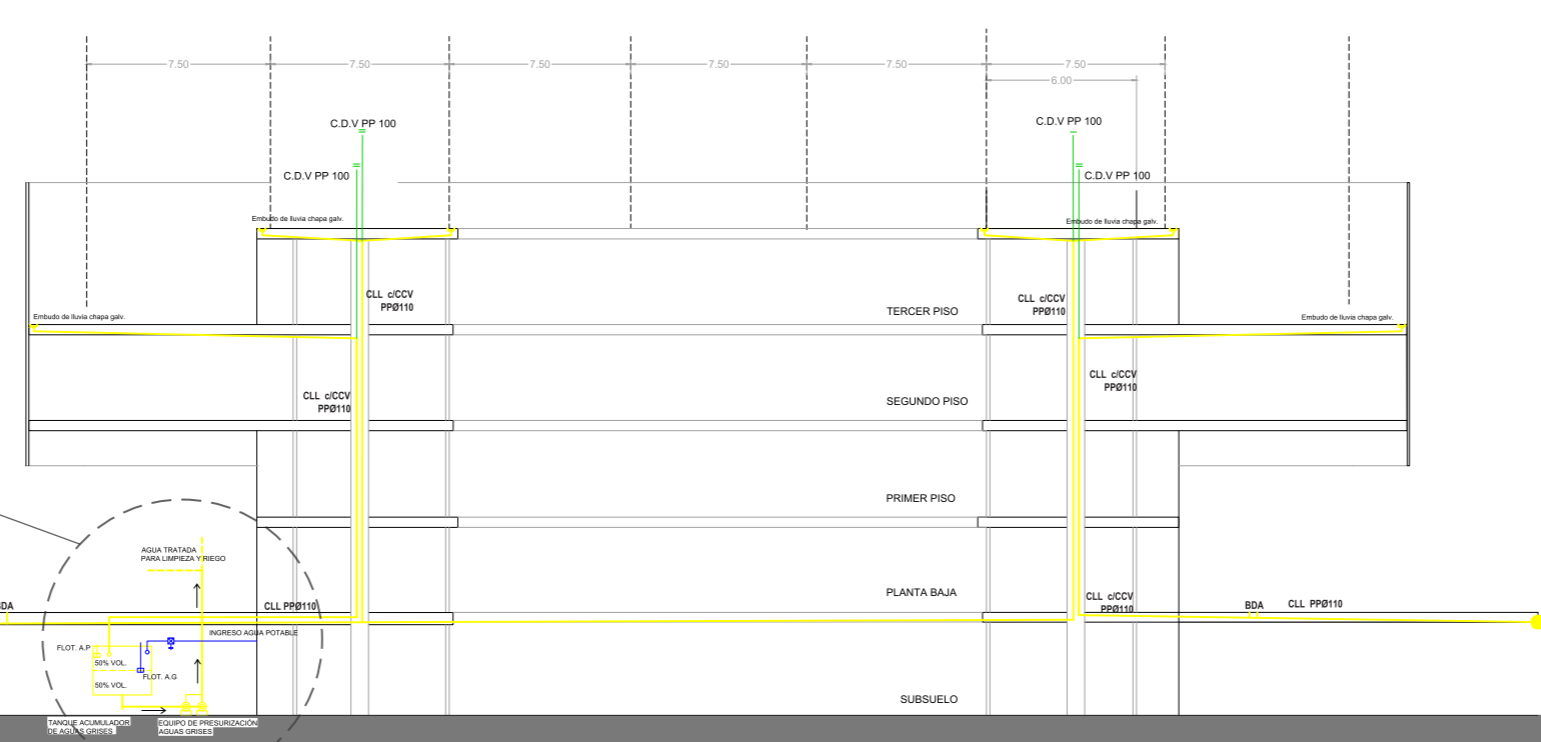 7.50
7.50
7.50
7.50
7.50
7.50
6.00
C.D.V PP 100
C.D.V PP 100
C.D.V PP 100
C.D.V PP 100
Embudo de lluvia chapa galv.
Embudo de lluvia chapa galv.
CLL c/CCV
PPØ110
CLL c/CCV
PPØ110
TERCER PISO
Embudo de lluvia chapa galv.
Embudo de lluvia chapa galv.
CLL c/CCV
PPØ110
CLL c/CCV
PPØ110
SEGUNDO PISO
PRIMER PISO
AGUA TRATADA
PARA LIMPIEZA Y RIEGO
PLANTA BAJA
CLL c/CCV
PPØ110
CLL PPØ110
BDA
CLL PPØ110
INGRESO AGUA POTABLE
FLOT. A.P
50% VOL.
FLOT. A.G
50% VOL.
SUBSUELO
TANQUE ACUMULADOR
DE AGUAS GRISES
EQUIPO DE PRESURIZACIÓN
AGUAS GRISES